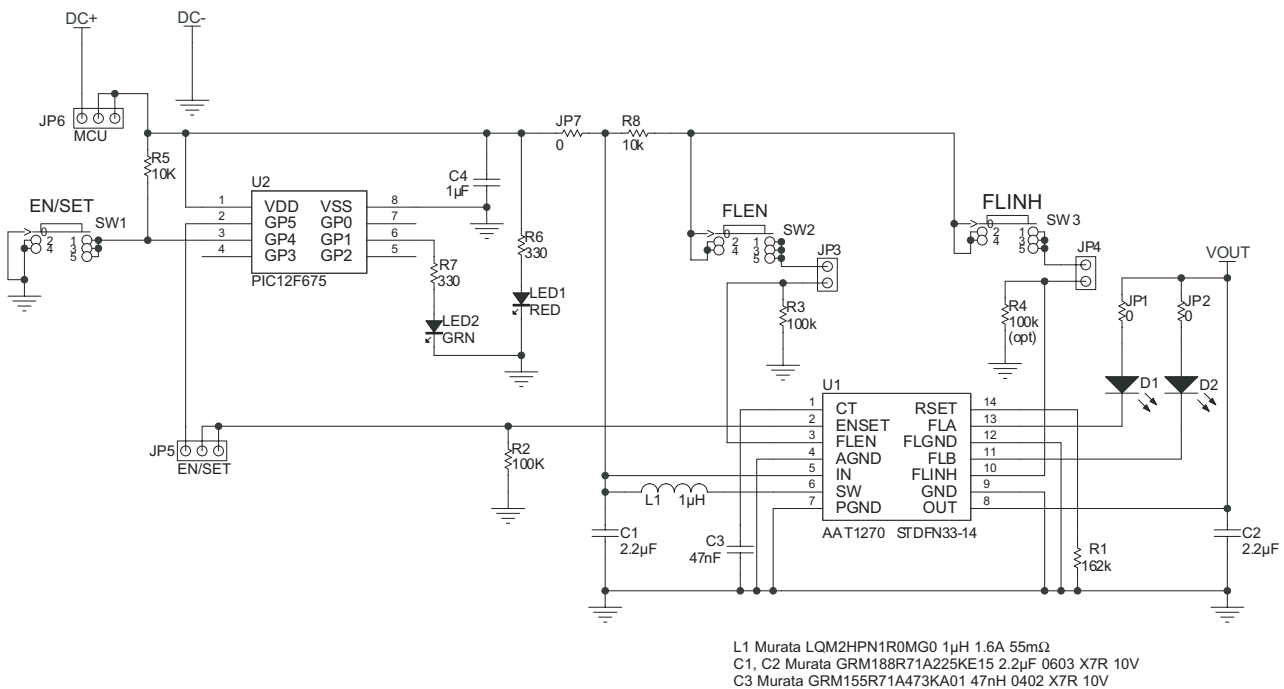 DC+
DC-
JP6
MCU
R5
10K
U2
C4
1µF
JP7
0
R8
10k
EN/SET
SW1
0
2
4
1
3
5
1
2
3
4
VDD
GP5
GP4
GP3
VSS
GP0
GP1
GP2
8
7
6
5
PIC12F675
R7
330
R6
330
LED1
RED
LED2
GRN
FLEN
SW2
0
2
4
1
3
5
JP3
R3
100k
FLINH
SW3
0
2
4
1
3
5
JP4
R4
100k
(opt)
VOUT
JP1
0
JP2
0
D1
D2
JP5
EN/SET
R2
100K
U1
1
2
3
4
5
6
7
CT
ENSET
FLEN
AGND
IN
SW
PGND
RSET
FLA
FLGND
FLB
FLINH
GND
OUT
14
13
12
11
10
9
8
AAT1270 STDFN33-14
L1 1µH
C1
2.2µF
C3
47nF
R1
162k
C2
2.2µF
L1 Murata LQM2HPN1R0MG0 1µH 1.6A 55mΩ
C1, C2 Murata GRM188R71A225KE15 2.2µF 0603 X7R 10V
C3 Murata GRM155R71A473KA01 47nH 0402 X7R 10V